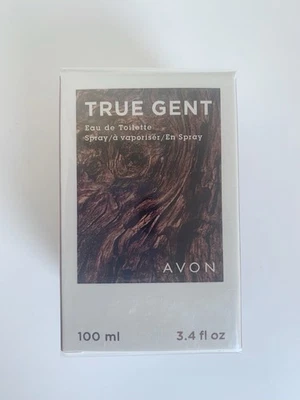 TRUE GENT
Eau de Toilette
Spray/à vaporiser/En Spray
AVON
100 ml 3.4 fl oz